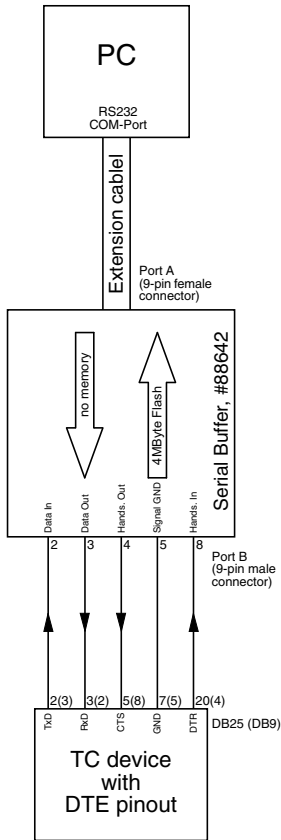 PC
RS232
COM-Port
Extension cablel
Port A
(9-pin female
connector)
no memory
4MByte Flash
Serial Buffer, #88642
Data In
Data Out
Hands. Out
Signal GND
Hands. In
2
3
4
5
8
Port B
(9-pin male
connector)
2(3)
3(2)
5(8)
7(5)
20(4)
DB25 (DB9)
TxD
RxD
CTS
GND
DTR
TC device
with
DTE pinout